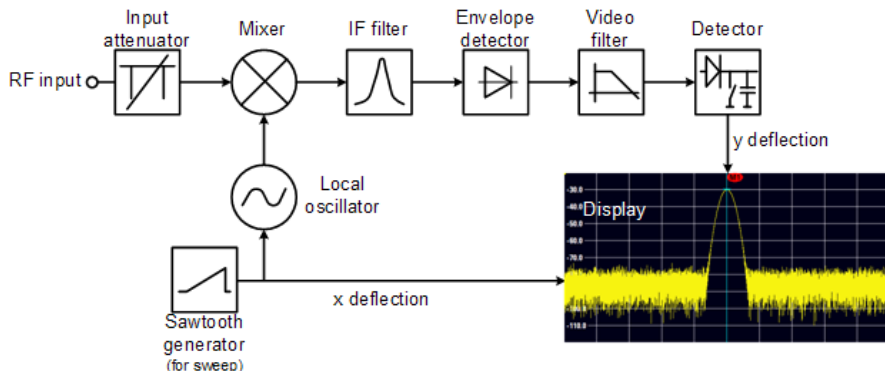 Input
attenuator
Mixer
IF filter
Envelope
detector
Video
filter
Detector
RF input
y deflection
Local
oscillator
Display
-30.0
-40.0
-50.0
-60.0
-70.0
-110.0
x deflection
Sawtooth
generator
(for sweep)